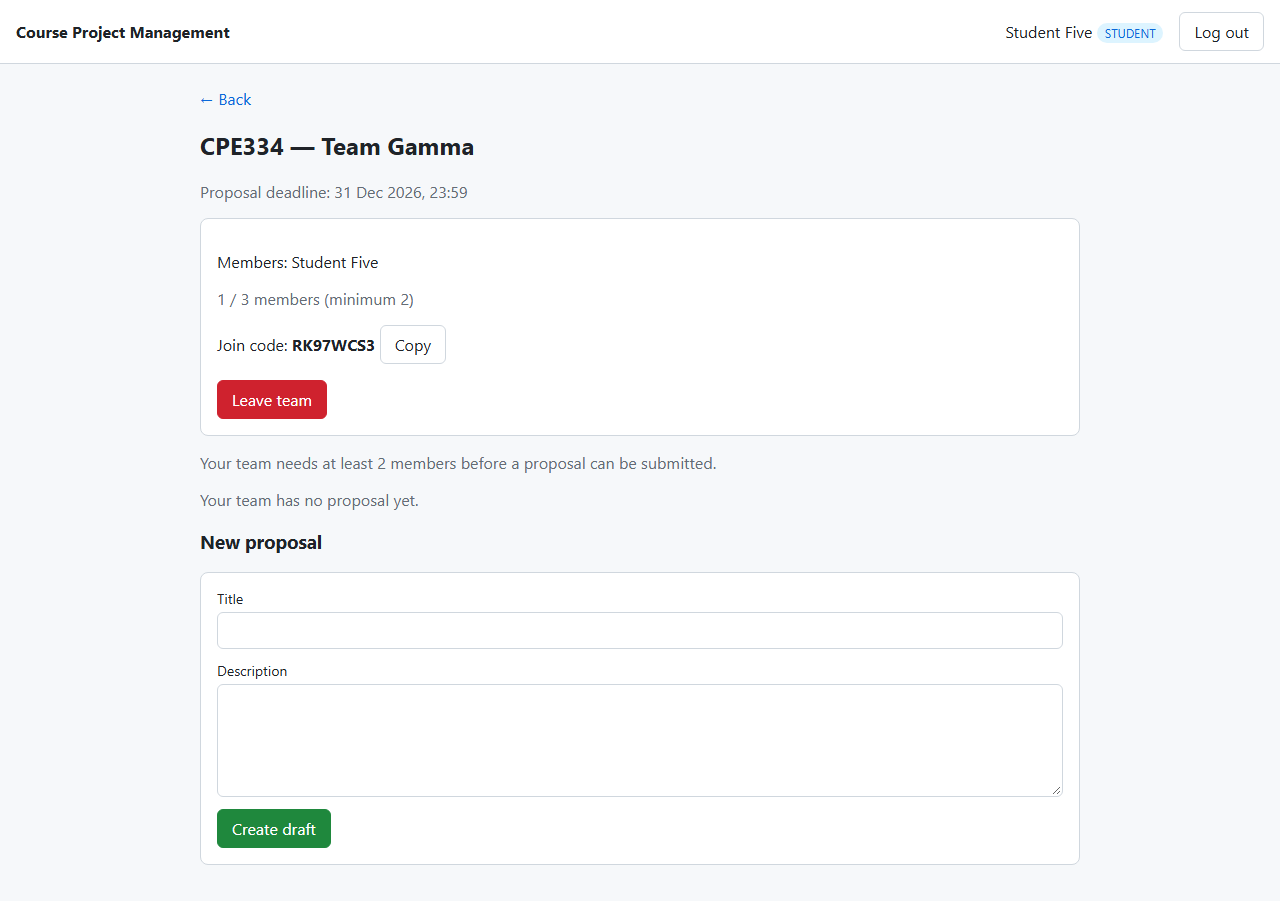 Course Project Management
Student Five STUDENT Log out
← Back
CPE334 — Team Gamma
Proposal deadline: 31 Dec 2026, 23:59
Members: Student Five
1 / 3 members (minimum 2)
Join code: RK97WCS3 Copy
Leave team
Your team needs at least 2 members before a proposal can be submitted.
Your team has no proposal yet.
New proposal
Title
Description
Create draft